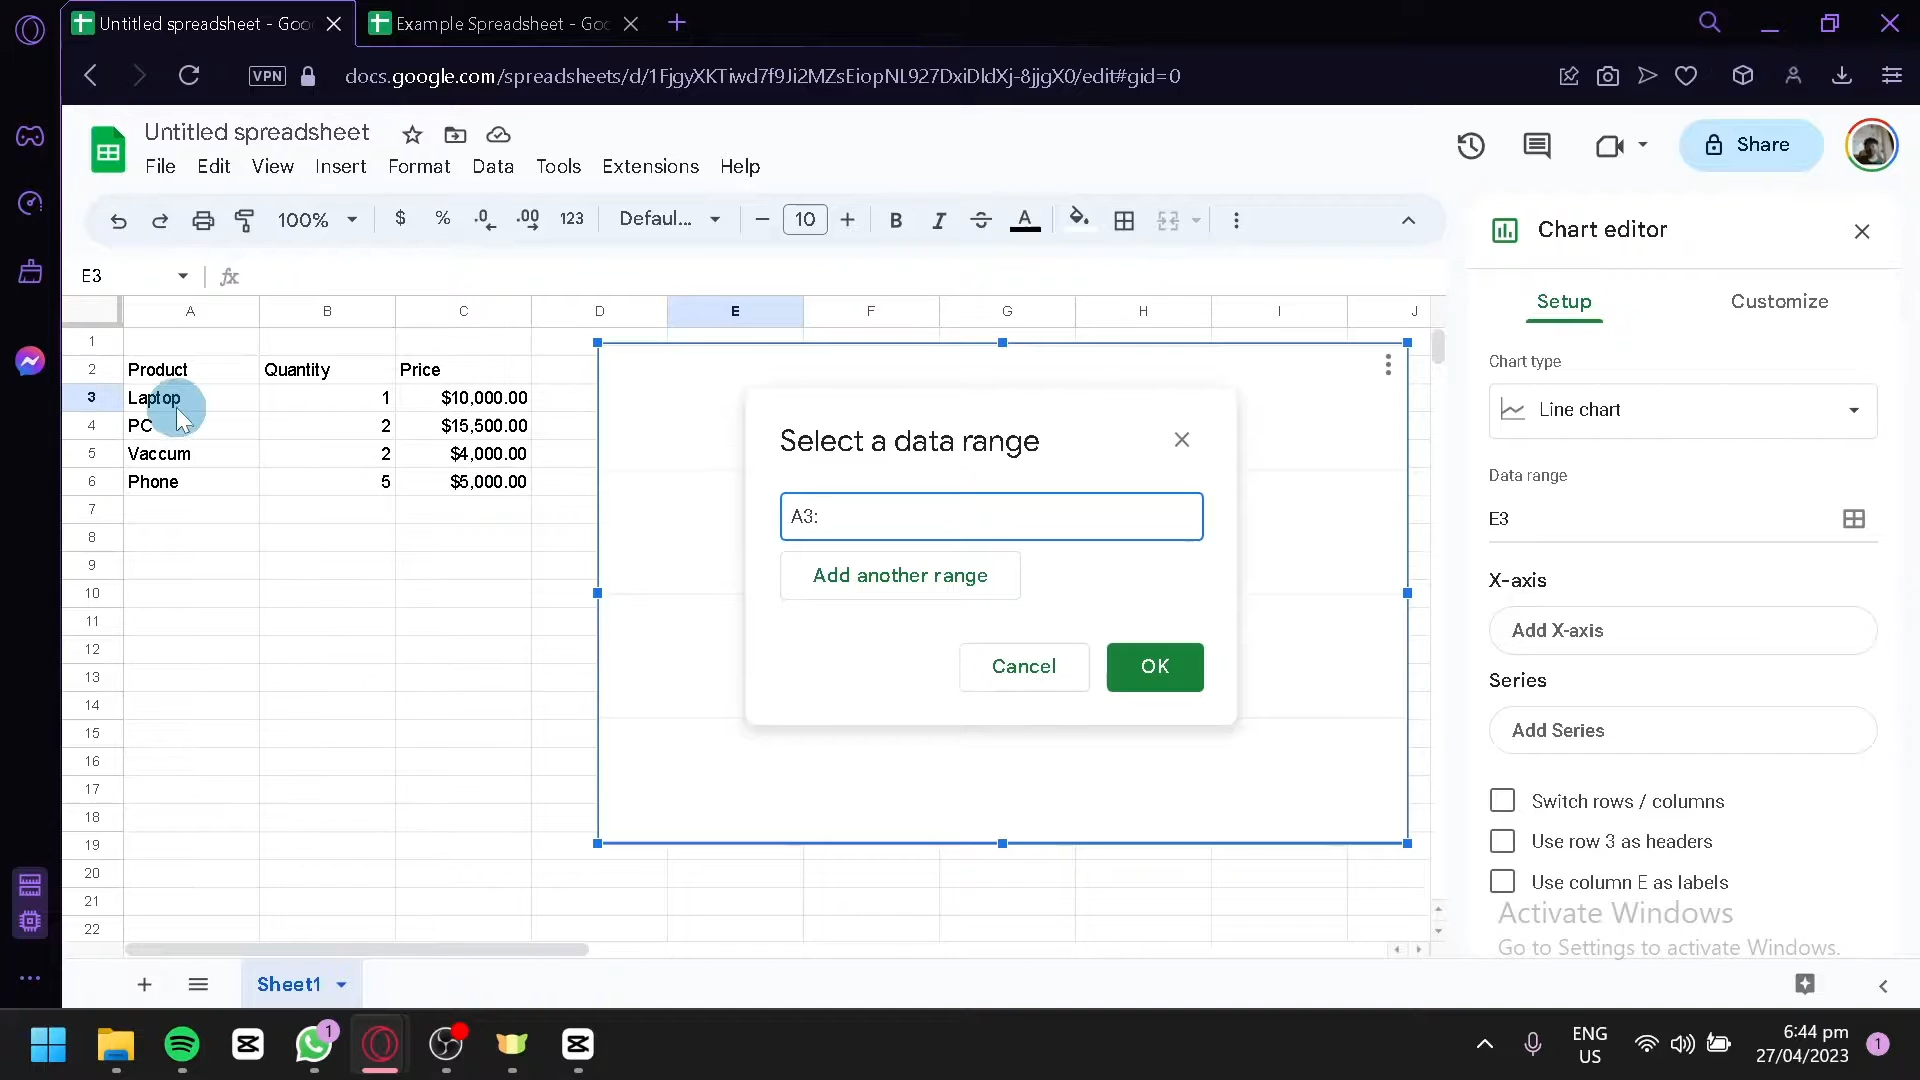 Untitled spreadsheet - Goo
Example Spreadsheet - Goo
VPN
docs.google.com/spreadsheets/d/1FjgyXKTiwd7f9Ji2MZsEiopNL927DxiDldXj-8jjgX0/edit#gid=0
Untitled spreadsheet
File Edit View Insert Format Data Tools Extensions Help
Share
100% $ % .0 .00 123 Defaul... 10 B I A
E3 fx
Chart editor
Setup Customize
A B C D E F G H I J
1
2 Product Quantity Price
3 Laptop 1 $10,000.00
4 PC 2 $15,500.00
5 Vaccum 2 $4,000.00
6 Phone 5 $5,000.00
7
8
9
10
11
12
13
14
15
16
17
18
19
20
21
22
Select a data range
A3:
Add another range
Cancel OK
Chart type
Line chart
Data range
E3
X-axis
Add X-axis
Series
Add Series
Switch rows / columns
Use row 3 as headers
Use column E as labels
Activate Windows
Go to Settings to activate Windows.
Sheet1
1
ENG
US
6:44 pm
27/04/2023
1